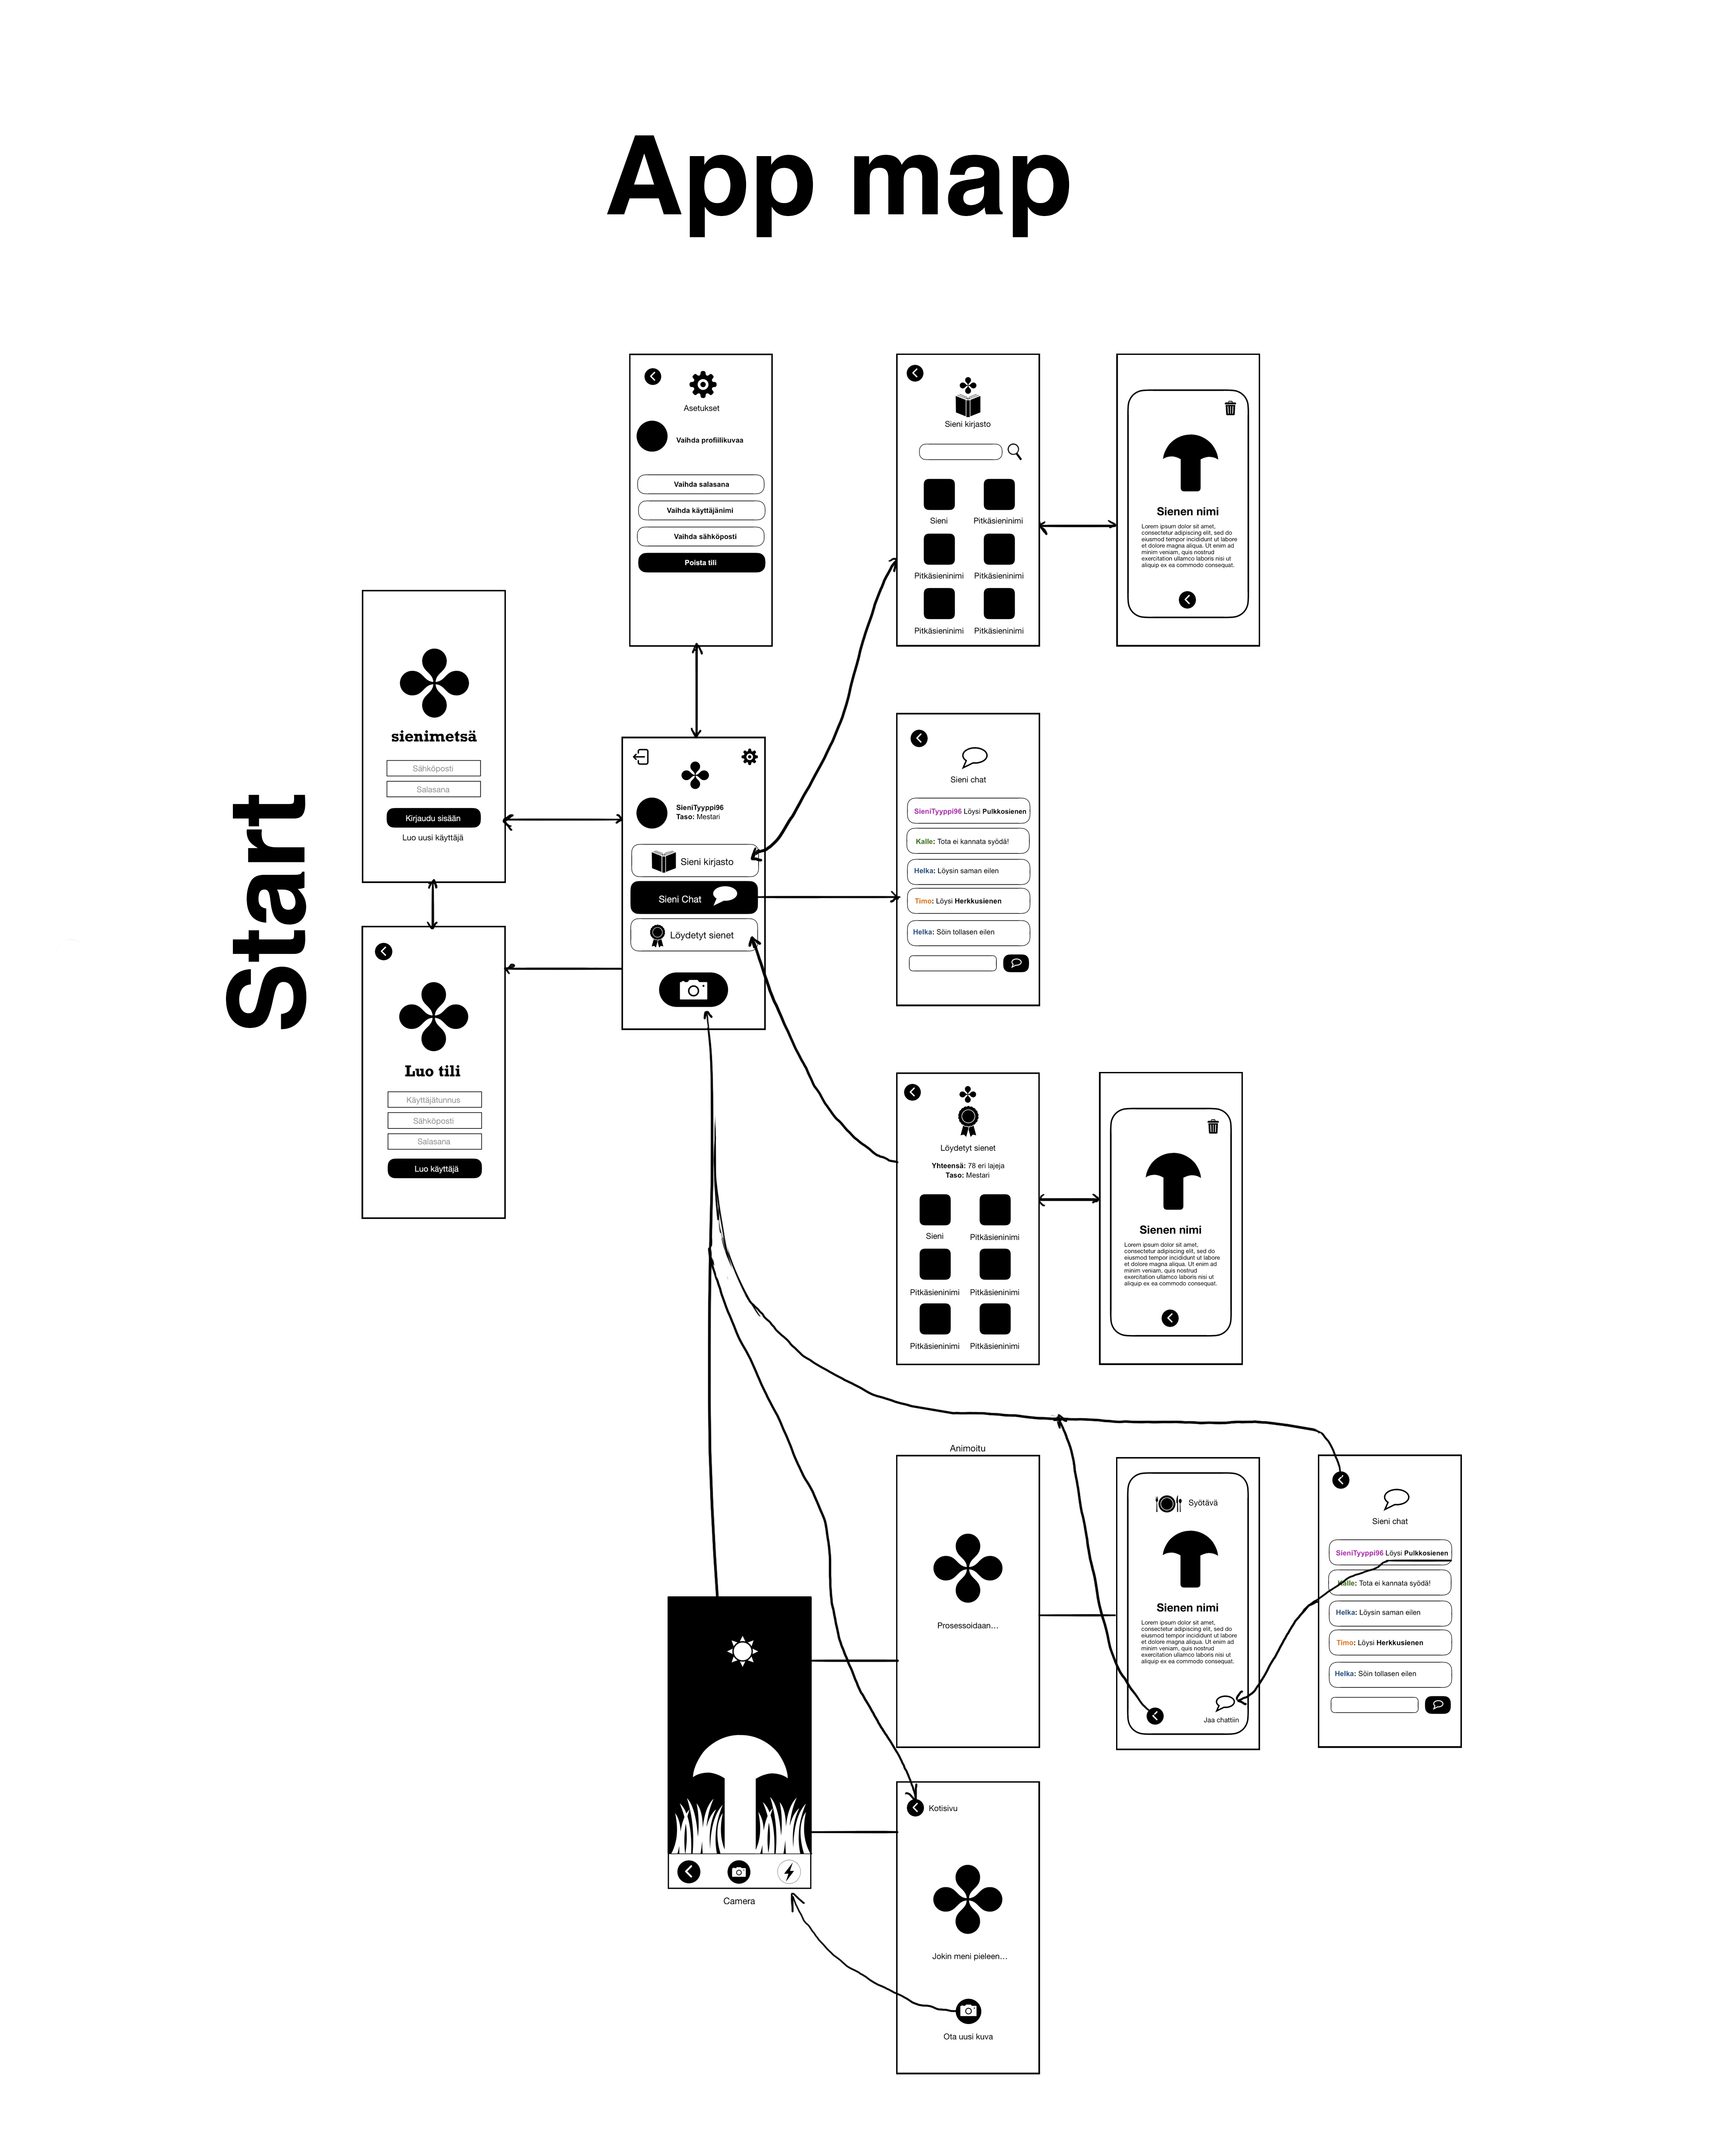 App map
Start
sienimetsä
Sähköposti
Salasana
Kirjaudu sisään
Luo uusi käyttäjä
Luo tili
Käyttäjätunnus
Sähköposti
Salasana
Luo käyttäjä
Asetukset
Vaihda profiilikuvaa
Vaihda salasana
Vaihda käyttäjänimi
Vaihda sähköposti
Poista tili
SieniTyyppi96
Taso: Mestari
Sieni kirjasto
Sieni Chat
Löydetyt sienet
Sieni kirjasto
Sieni Pitkäsieninimi
Pitkäsieninimi Pitkäsieninimi
Pitkäsieninimi Pitkäsieninimi
Sienen nimi
Lorem ipsum dolor sit amet,
consectetur adipiscing elit, sed do
eiusmod tempor incididunt ut labore
et dolore magna aliqua. Ut enim ad
minim veniam, quis nostrud
exercitation ullamco laboris nisi ut
aliquip ex ea commodo consequat.
Sieni chat
SieniTyyppi96 Löysi Pulkkosienen
Kalle: Tota ei kannata syödä!
Helka: Löysin saman eilen
Timo: Löysi Herkkusienen
Helka: Söin tollasen eilen
Löydetyt sienet
Yhteensä: 78 eri lajeja
Taso: Mestari
Sieni Pitkäsieninimi
Pitkäsieninimi Pitkäsieninimi
Pitkäsieninimi Pitkäsieninimi
Sienen nimi
Lorem ipsum dolor sit amet,
consectetur adipiscing elit, sed do
eiusmod tempor incididunt ut labore
et dolore magna aliqua. Ut enim ad
minim veniam, quis nostrud
exercitation ullamco laboris nisi ut
aliquip ex ea commodo consequat.
Camera
Animoitu
Prosessoidaan...
Syötävä
Sienen nimi
Lorem ipsum dolor sit amet,
consectetur adipiscing elit, sed do
eiusmod tempor incididunt ut labore
et dolore magna aliqua. Ut enim ad
minim veniam, quis nostrud
exercitation ullamco laboris nisi ut
aliquip ex ea commodo consequat.
Jaa chattiin
Sieni chat
SieniTyyppi96 Löysi Pulkkosienen
Kalle: Tota ei kannata syödä!
Helka: Löysin saman eilen
Timo: Löysi Herkkusienen
Helka: Söin tollasen eilen
Kotisivu
Jokin meni pieleen...
Ota uusi kuva